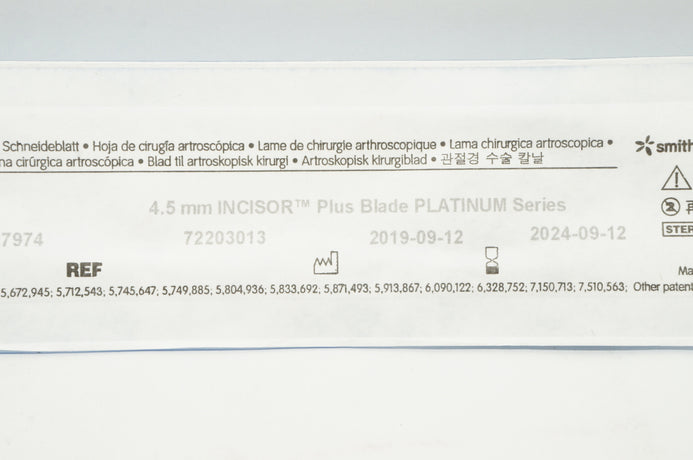 Schneideblatt • Hoja de cirugía artroscópica • Lame de chirurgie arthroscopique • Lama chirurgica artroscopica •
na cirúrgica artroscópica • Blad til artroskopisk kirurgi • Artroskopisk kirurgiblad • 관절경 수술 칼날
smith
4.5 mm INCISOR™ Plus Blade PLATINUM Series
7974 72203013 2019-09-12 2024-09-12
STER
REF
Ma
5,672,945; 5,712,543; 5,745,647; 5,749,885; 5,804,936; 5,833,692; 5,871,493; 5,913,867; 6,090,122; 6,328,752; 7,150,713; 7,510,563; Other patent